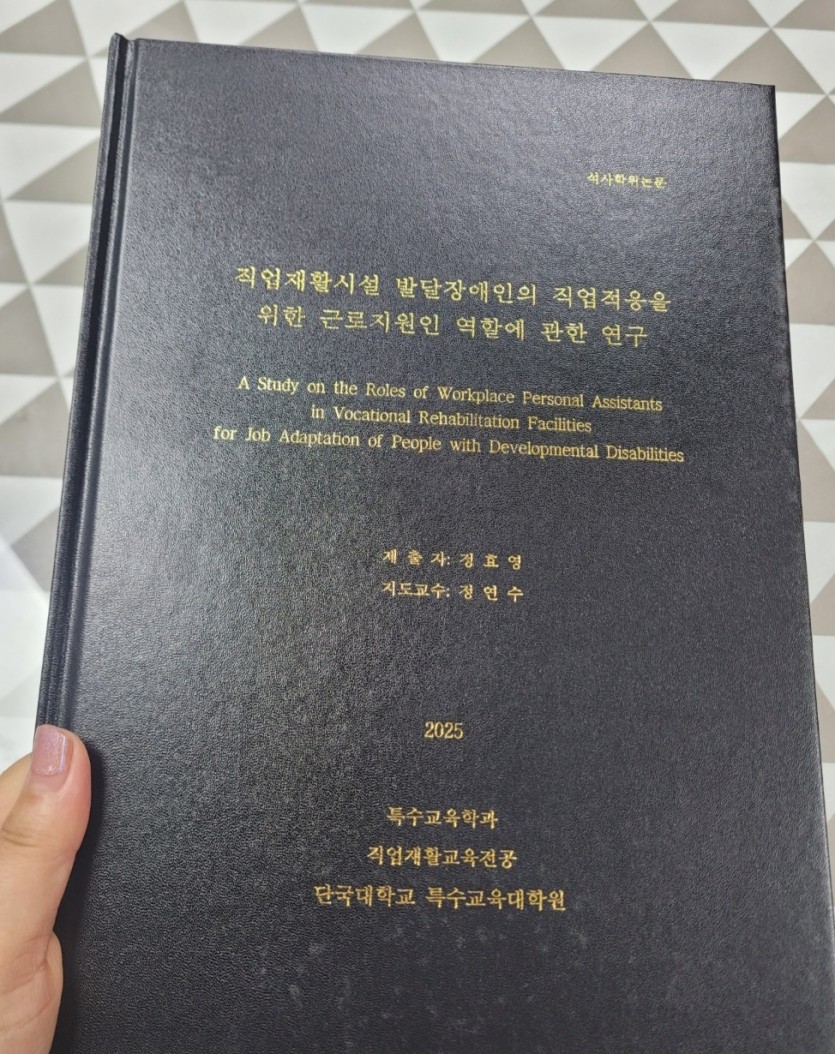 석사학위논문
직업재활시설 발달장애인의 직업적응을
위한 근로지원인 역할에 관한 연구
A Study on the Roles of Workplace Personal Assistants
in Vocational Rehabilitation Facilities
for Job Adaptation of People with Developmental Disabilities
제 출 자: 정 효 영
지도교수: 정 연 수
2025
특수교육학과
직업재활교육전공
단국대학교 특수교육대학원